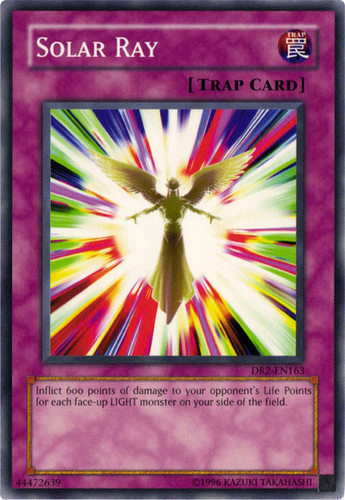 SOLAR RAY
TRAP
罠
[TRAP CARD]
DR2-EN163
Inflict 600 points of damage to your opponent's Life Points
for each face-up LIGHT monster on your side of the field.
44472639
©1996 KAZUKI TAKAHASHI